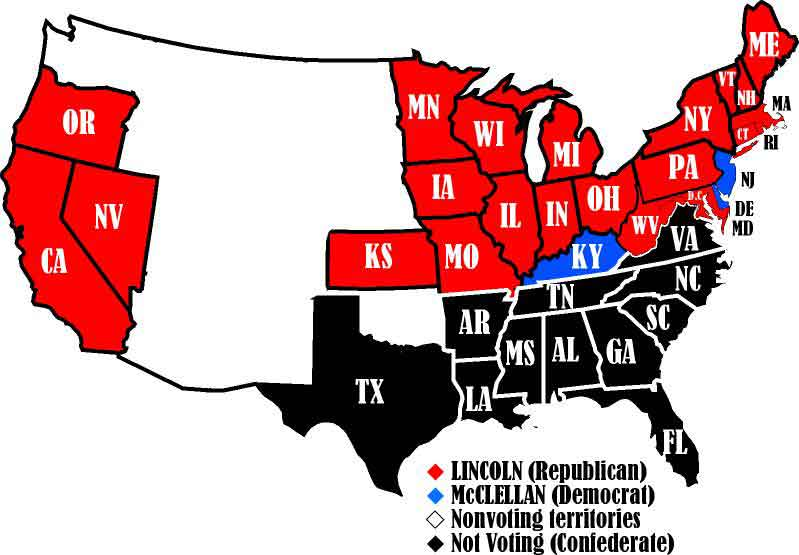 ME
VT
NH
MA
OR
MN
NY
WI
CT
RI
MI
PA
NJ
IA
NV
OH
D.C
DE
IL
IN
WV
MD
VA
CA
KS
MO
KY
NC
TN
AR
SC
MS
AL
GA
TX
LA
FL
LINCOLN (Republican)
McCLELLAN (Democrat)
Nonvoting territories
Not Voting (Confederate)